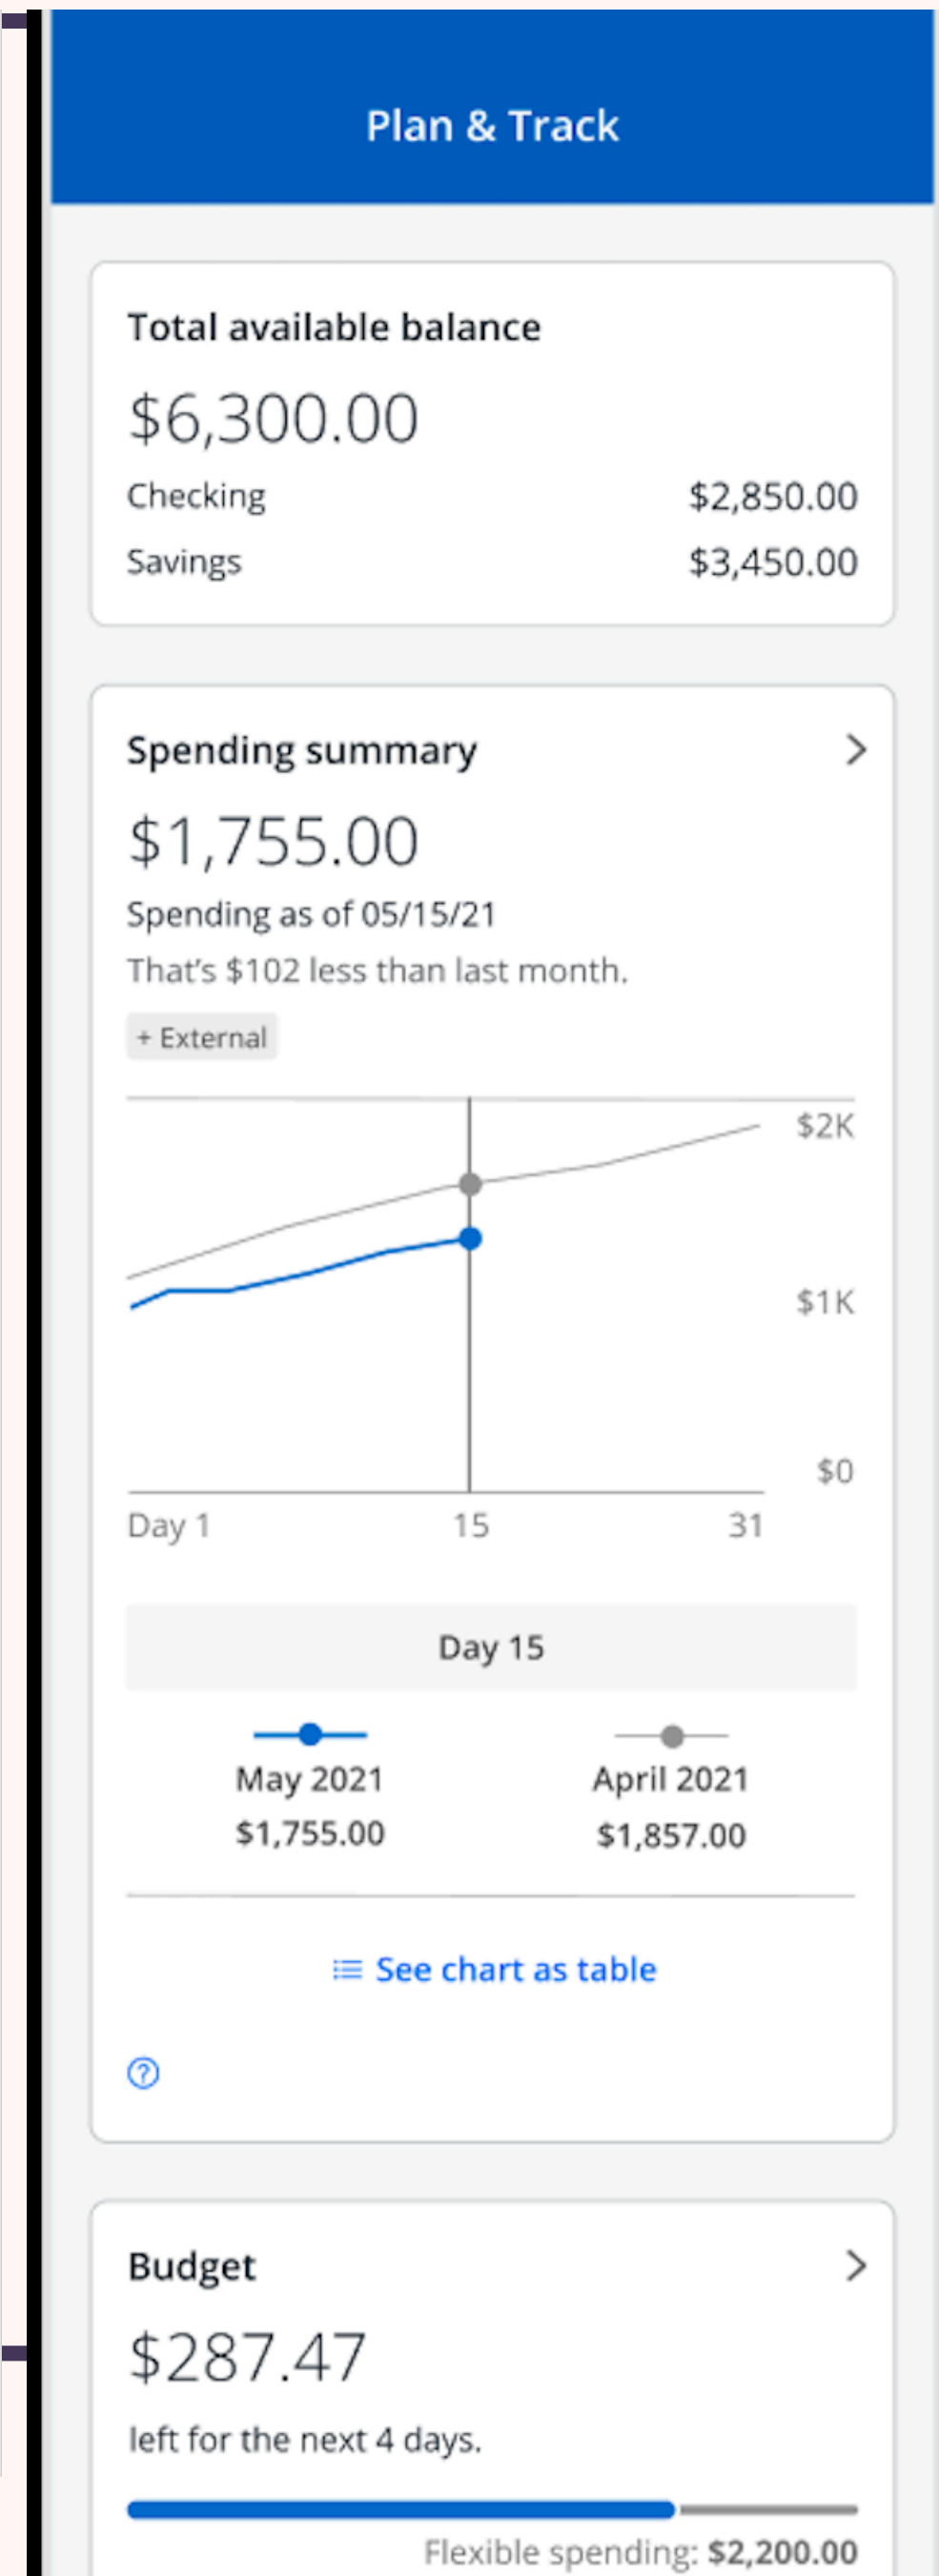 Plan & Track
Total available balance
$6,300.00
Checking $2,850.00
Savings $3,450.00
Spending summary
$1,755.00
Spending as of 05/15/21
That's $102 less than last month.
+ External
$2K
$1K
$0
Day 1 15 31
Day 15
May 2021 April 2021
$1,755.00 $1,857.00
See chart as table
?
Budget
$287.47
left for the next 4 days.
Flexible spending: $2,200.00